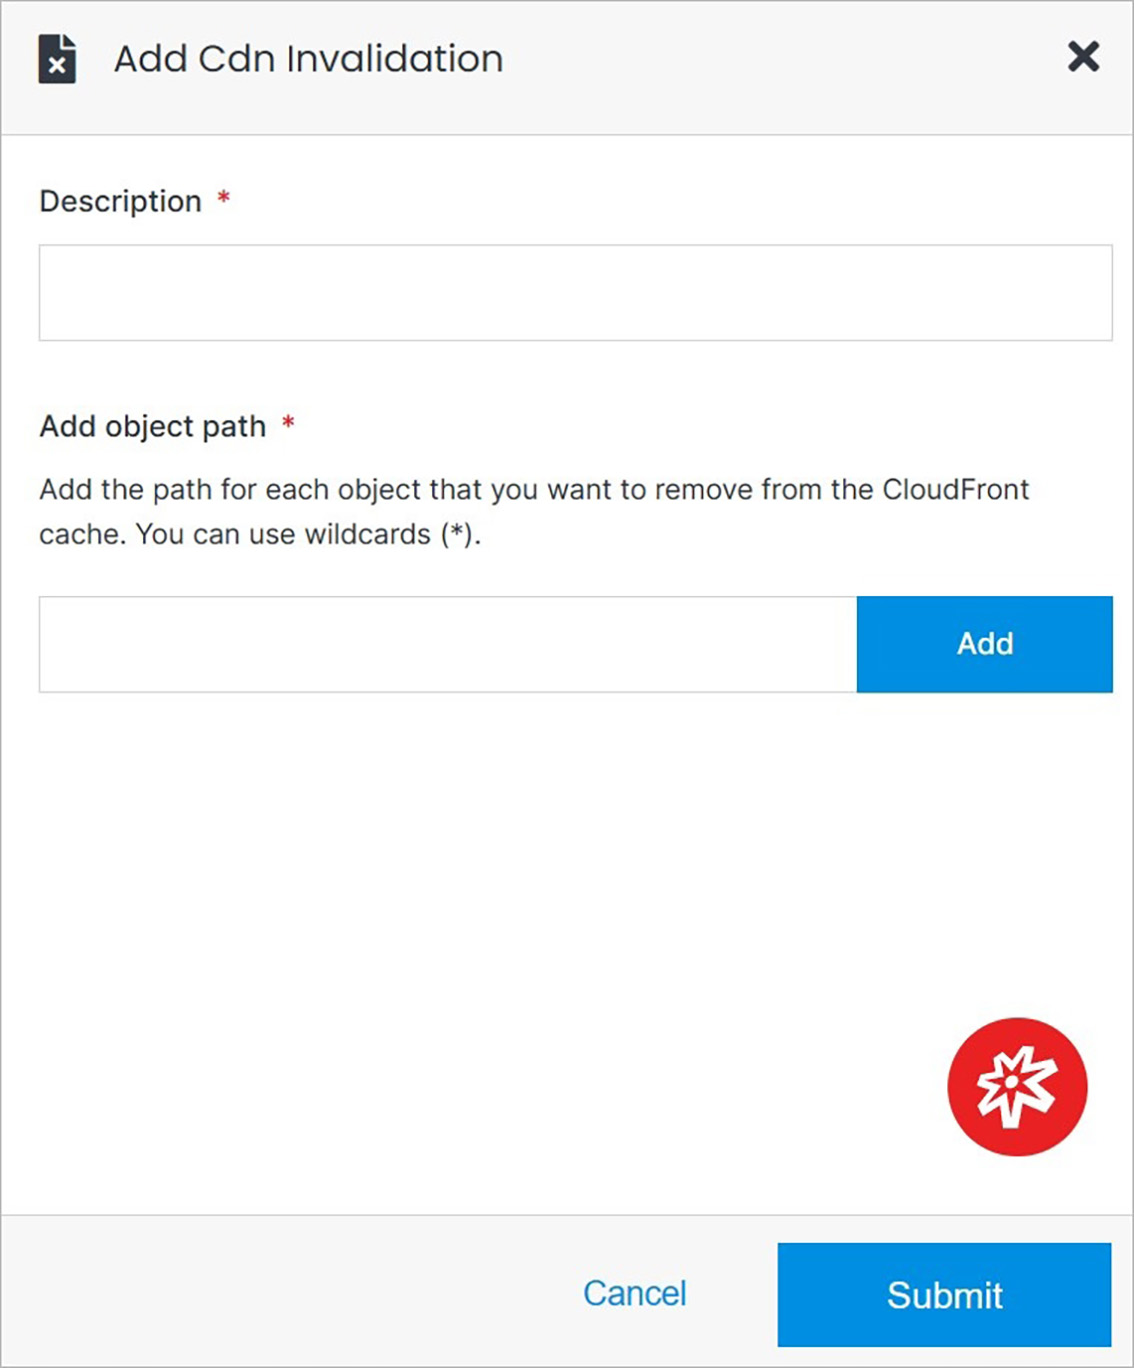 Add Cdn Invalidation
Description *
Add object path *
Add the path for each object that you want to remove from the CloudFront
cache. You can use wildcards (*).
Add
Cancel
Submit